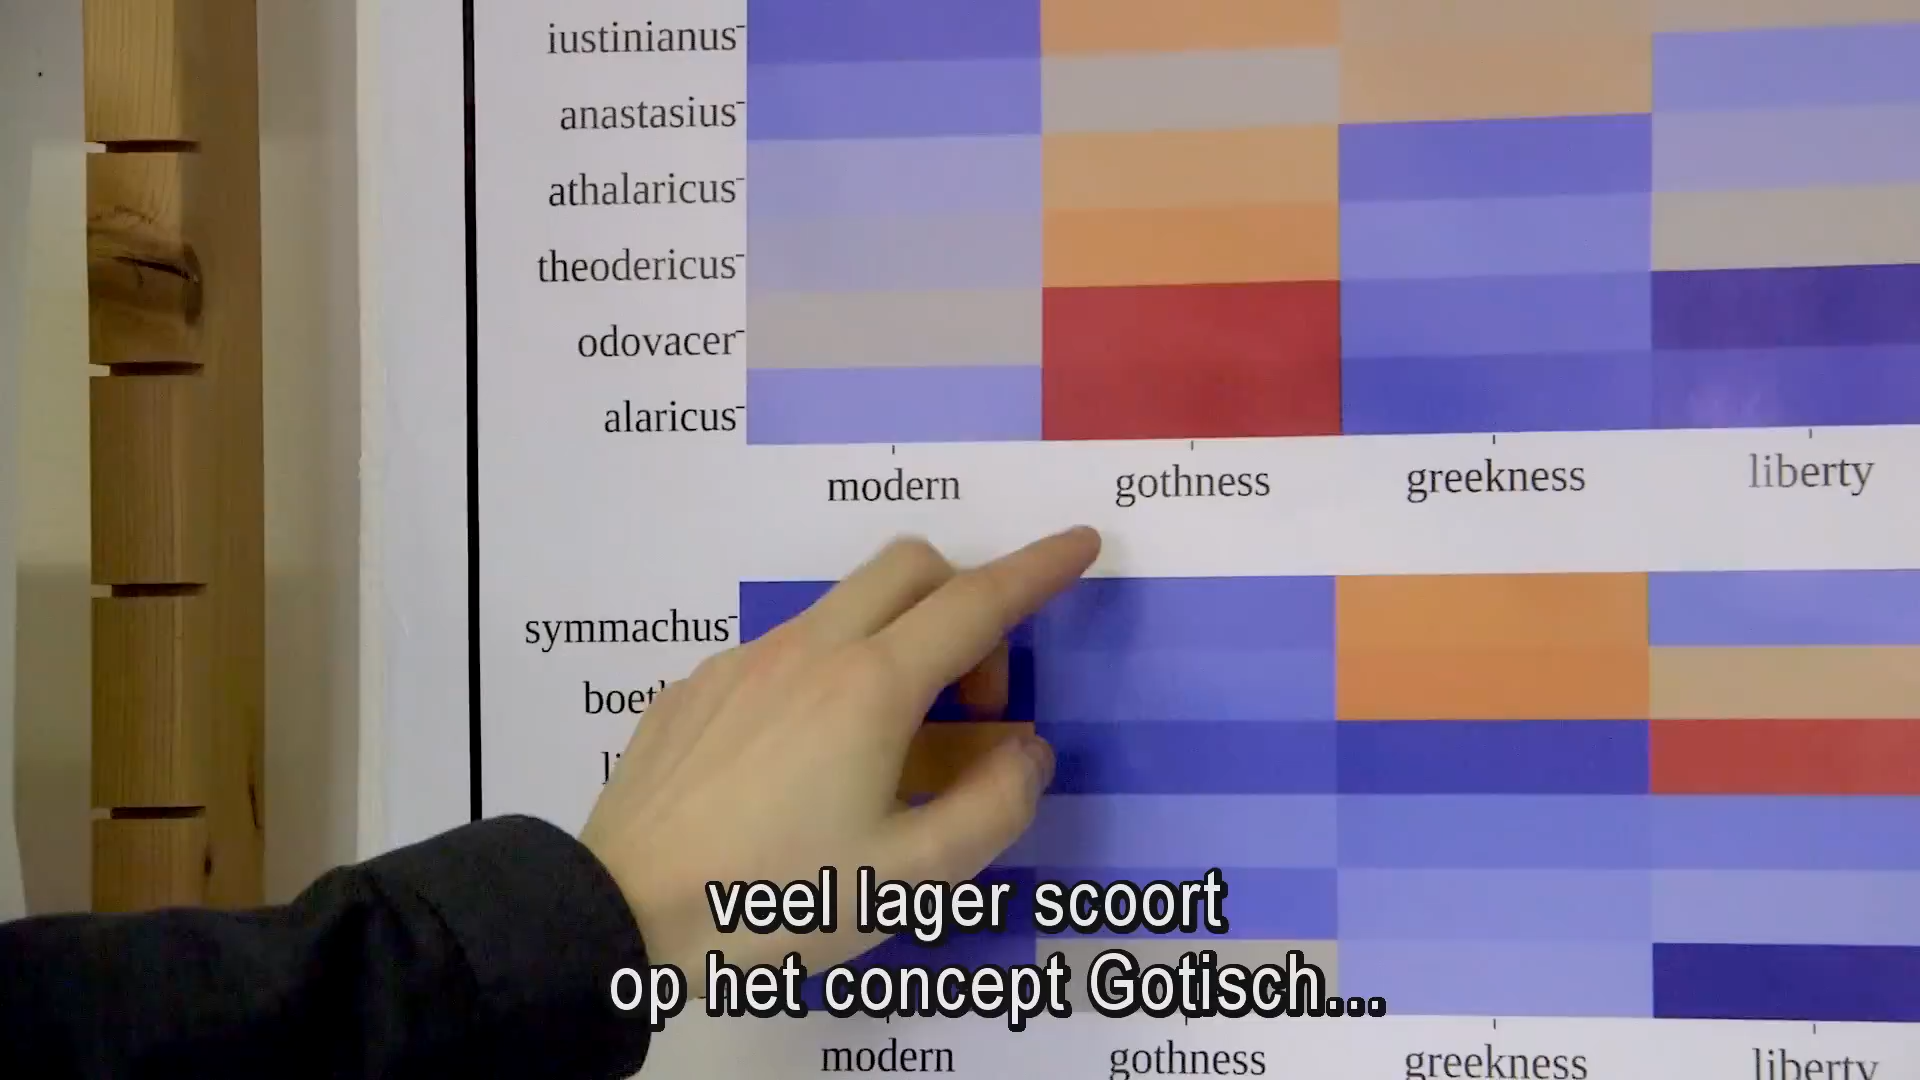 iustinianus
anastasius
athalaricus
theodericus
odovacer
alaricus
modern gothness greekness liberty
symmachus
veel lager scoort
op het concept Gotisch...
modern gothness greekness liberty